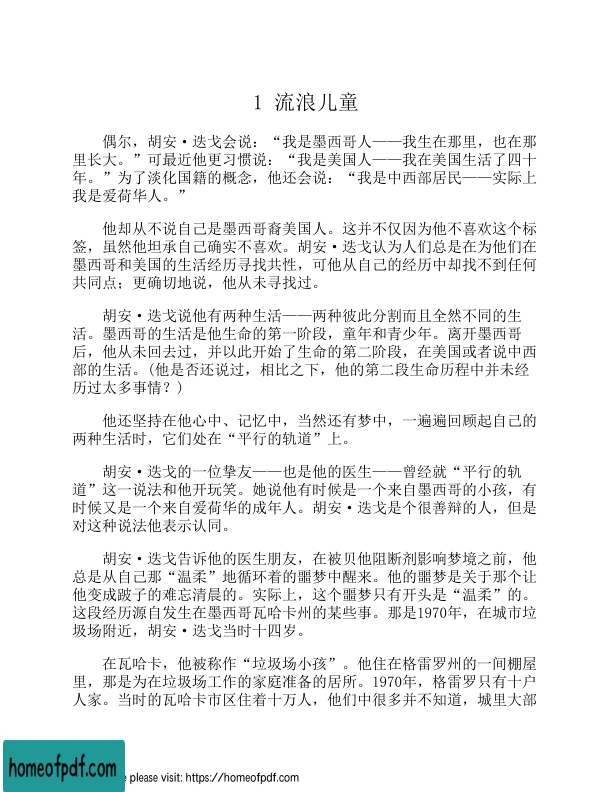 1 流浪儿童
偶尔，胡安·迭戈会说：“我是墨西哥人——我生在那里，也在那
里长大。”可最近他更习惯说：“我是美国人——我在美国生活了四十
年。”为了淡化国籍的概念，他还会说：“我是中西部居民——实际上
我是爱荷华人。”
他却从不说自己是墨西哥裔美国人。这并不仅因为他不喜欢这个标
签，虽然他坦承自己确实不喜欢。胡安·迭戈认为人们总是在为他们在
墨西哥和美国的生活经历寻找共性，可他从自己的经历中却找不到任何
共同点；更确切地说，他从未寻找过。
胡安·迭戈说他有两种生活——两种彼此分割而且全然不同的生
活。墨西哥的生活是他生命的第一阶段，童年和青少年。离开墨西哥
后，他从未回去过，并以此开始了生命的第二阶段，在美国或者说中西
部的生活。(他是否还说过，相比之下，他的第二段生命历程中并未经
历过太多事情？)
他还坚持在他心中、记忆中，当然还有梦中，一遍遍回顾起自己的
两种生活时，它们处在“平行的轨道”上。
胡安·迭戈的一位挚友——也是他的医生——曾经就“平行的轨
道”这一说法和他开玩笑。她说他有时候是一个来自墨西哥的小孩，有
时候又是一个来自爱荷华的成年人。胡安·迭戈是个很善辩的人，但是
对这种说法他表示认同。
胡安·迭戈告诉他的医生朋友，在被贝他阻断剂影响梦境之前，他
总是从自己那“温柔”地循环着的噩梦中醒来。他的噩梦是关于那个让
他变成跛子的难忘清晨的。实际上，这个噩梦只有开头是“温柔”的。
这段经历源自发生在墨西哥瓦哈卡州的某些事。那是1970年，在城市垃
圾场附近，胡安·迭戈当时十四岁。
在瓦哈卡，他被称作“垃圾场小孩”。他住在格雷罗州的一间棚屋
里，那是为在垃圾场工作的家庭准备的居所。1970年，格雷罗只有十户
人家。当时的瓦哈卡市区住着十万人，他们中很多并不知道，城里大部
homeofpdf.com
e please visit: https://homeofpdf.com